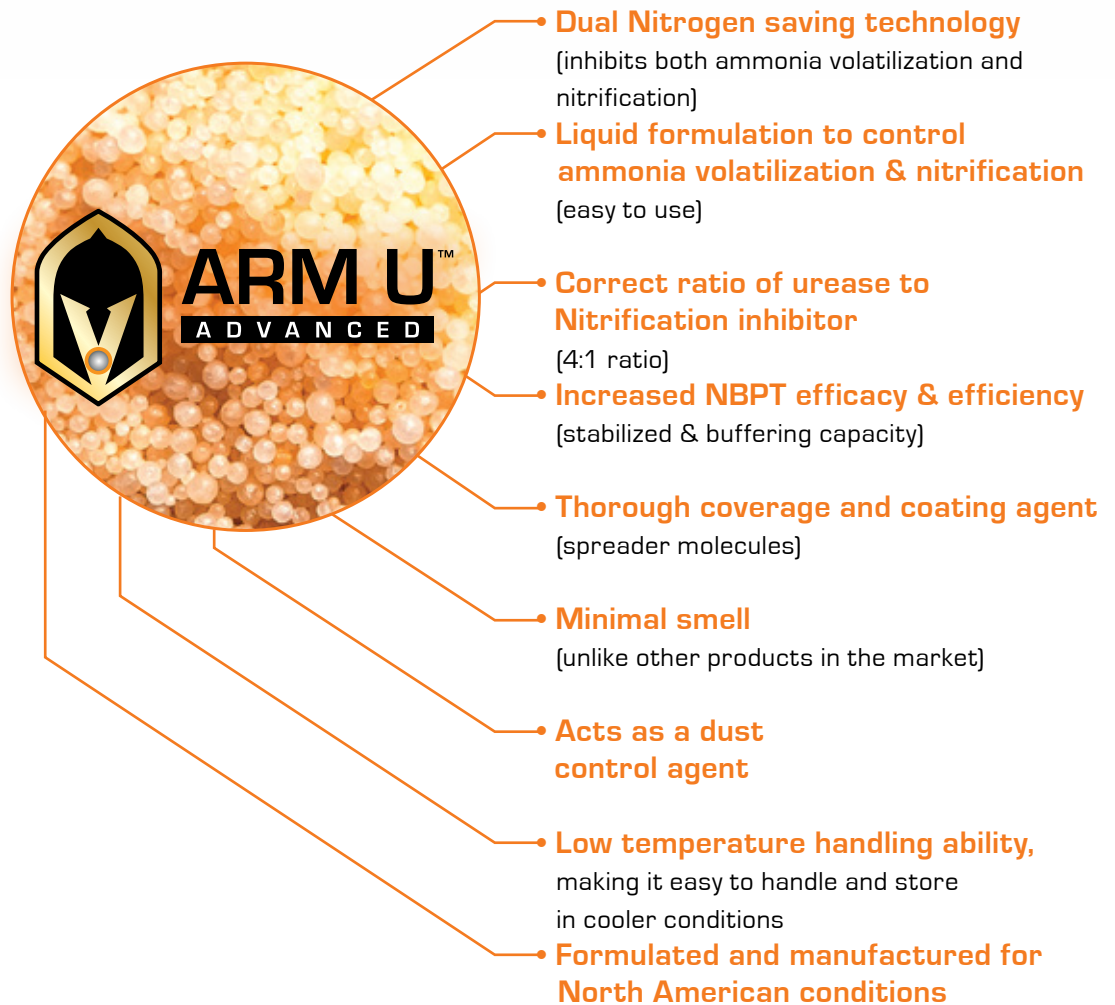 Dual Nitrogen saving technology
(inhibits both ammonia volatilization and
nitrification)
Liquid formulation to control
ammonia volatilization & nitrification
(easy to use)
ARM U™
ADVANCED
Correct ratio of urease to
Nitrification inhibitor
(4:1 ratio)
Increased NBPT efficacy & efficiency
(stabilized & buffering capacity)
Thorough coverage and coating agent
(spreader molecules)
Minimal smell
(unlike other products in the market)
Acts as a dust
control agent
Low temperature handling ability,
making it easy to handle and store
in cooler conditions
Formulated and manufactured for
North American conditions